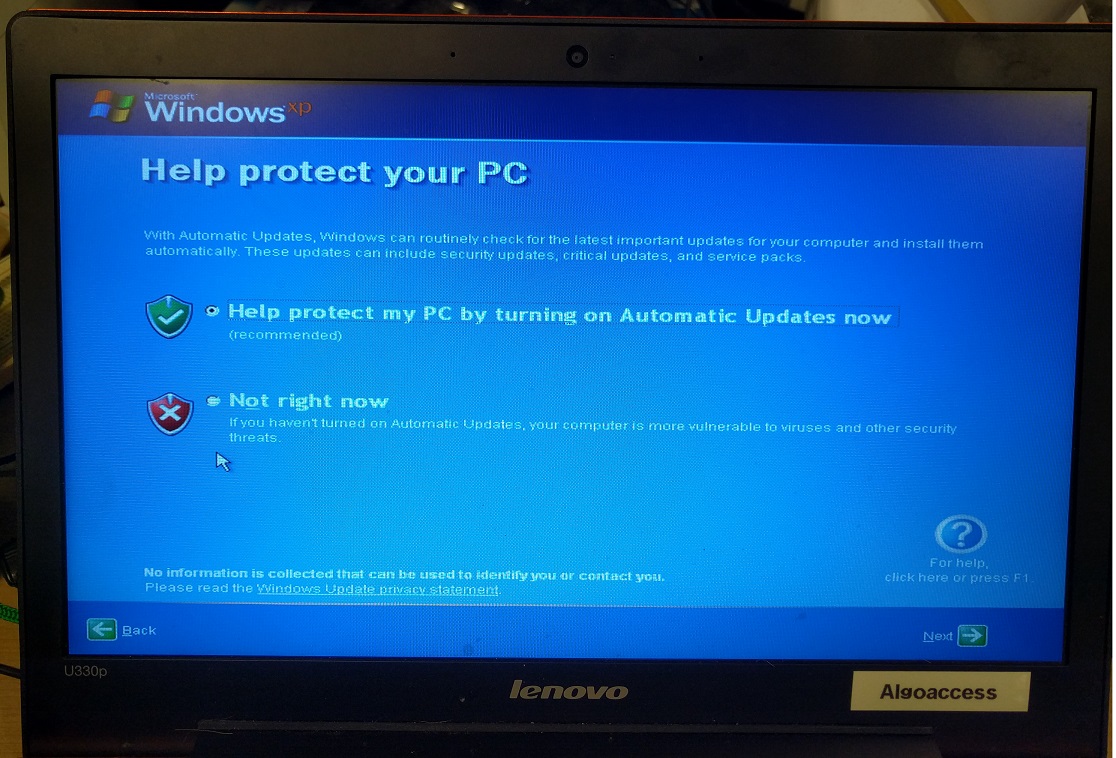 Microsoft
Windows xp
Help protect your PC
With Automatic Updates, Windows can routinely check for the latest important updates for your computer and install them
automatically. These updates can include security updates, critical updates, and service packs.
Help protect my PC by turning on Automatic Updates now
(recommended)
Not right now
If you haven't turned on Automatic Updates, your computer is more vulnerable to viruses and other security
threats.
?
For help,
click here or press F1.
No information is collected that can be used to identify you or contact you.
Please read the Windows Update privacy statement.
Back
Next
U330p
lenovo
Algoaccess